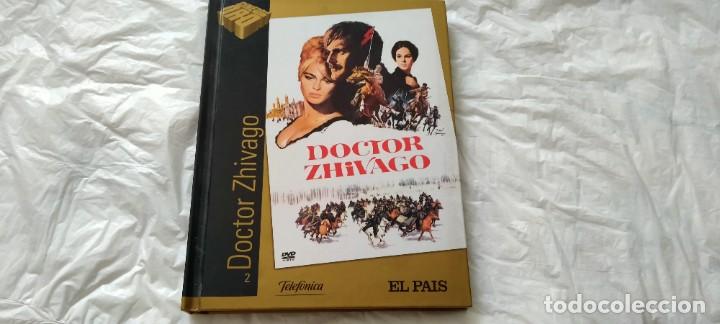 2 Doctor Zhivago
DOCTOR
ZHiVAGO
DVD
Telefónica
EL PAIS
todocoleccion